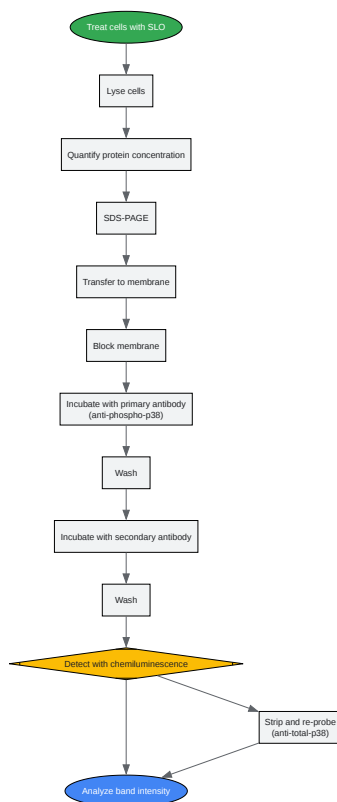 Treat cells with SLO
Lyse cells
Quantify protein concentration
SDS-PAGE
Transfer to membrane
Block membrane
Incubate with primary antibody
(anti-phospho-p38)
Wash
Incubate with secondary antibody
Wash
Detect with chemiluminescence
Strip and re-probe
(anti-total-p38)
Analyze band intensity